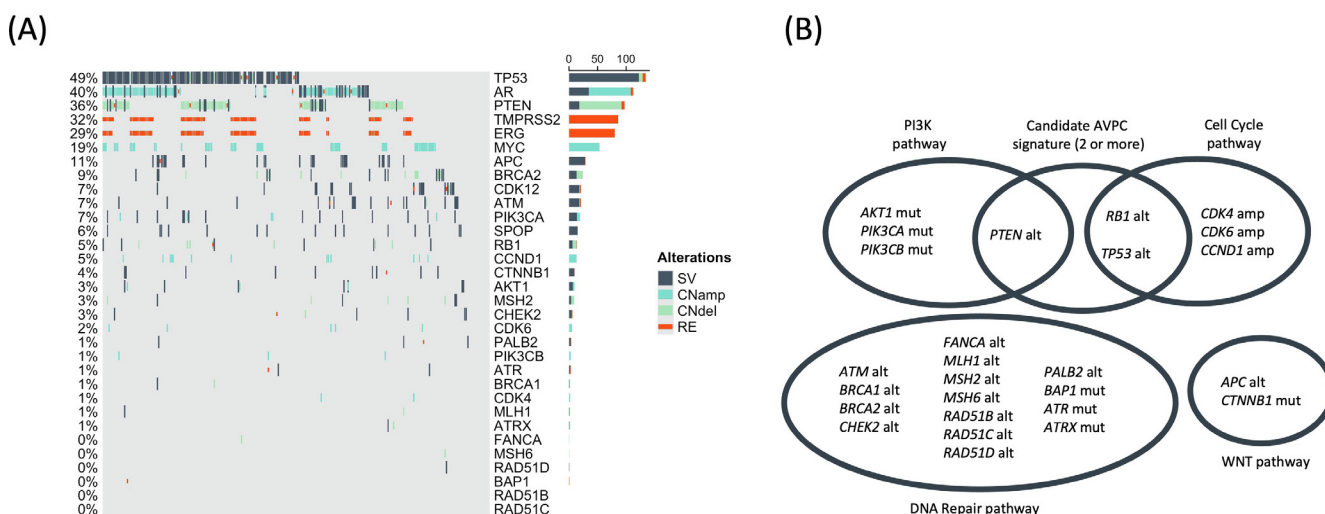 (A)
(B)
0 50 100
49% TP53
40% AR
36% PTEN
32% TMPRSS2
29% ERG
19% MYC
11% APC
9% BRCA2
7% CDK12
7% ATM
7% PIK3CA
6% SPOP
5% RB1
5% CCND1
4% CTNNB1
3% AKT1
3% MSH2
3% CHEK2
2% CDK6
1% PALB2
1% PIK3CB
1% ATR
1% BRCA1
1% CDK4
1% MLH1
1% ATRX
0% FANCA
0% MSH6
0% RAD51D
0% BAP1
0% RAD51B
0% RAD51C
Alterations
SV
CNamp
CNdel
RE
PI3K
pathway
Candidate AVPC
signature (2 or more)
Cell Cycle
pathway
AKT1 mut
PIK3CA mut
PIK3CB mut
PTEN alt
RB1 alt
TP53 alt
CDK4 amp
CDK6 amp
CCND1 amp
ATM alt
BRCA1 alt
BRCA2 alt
CHEK2 alt
FANCA alt
MLH1 alt
MSH2 alt
MSH6 alt
RAD51B alt
RAD51C alt
RAD51D alt
PALB2 alt
BAP1 mut
ATR mut
ATRX mut
DNA Repair pathway
APC alt
CTNNB1 mut
WNT pathway